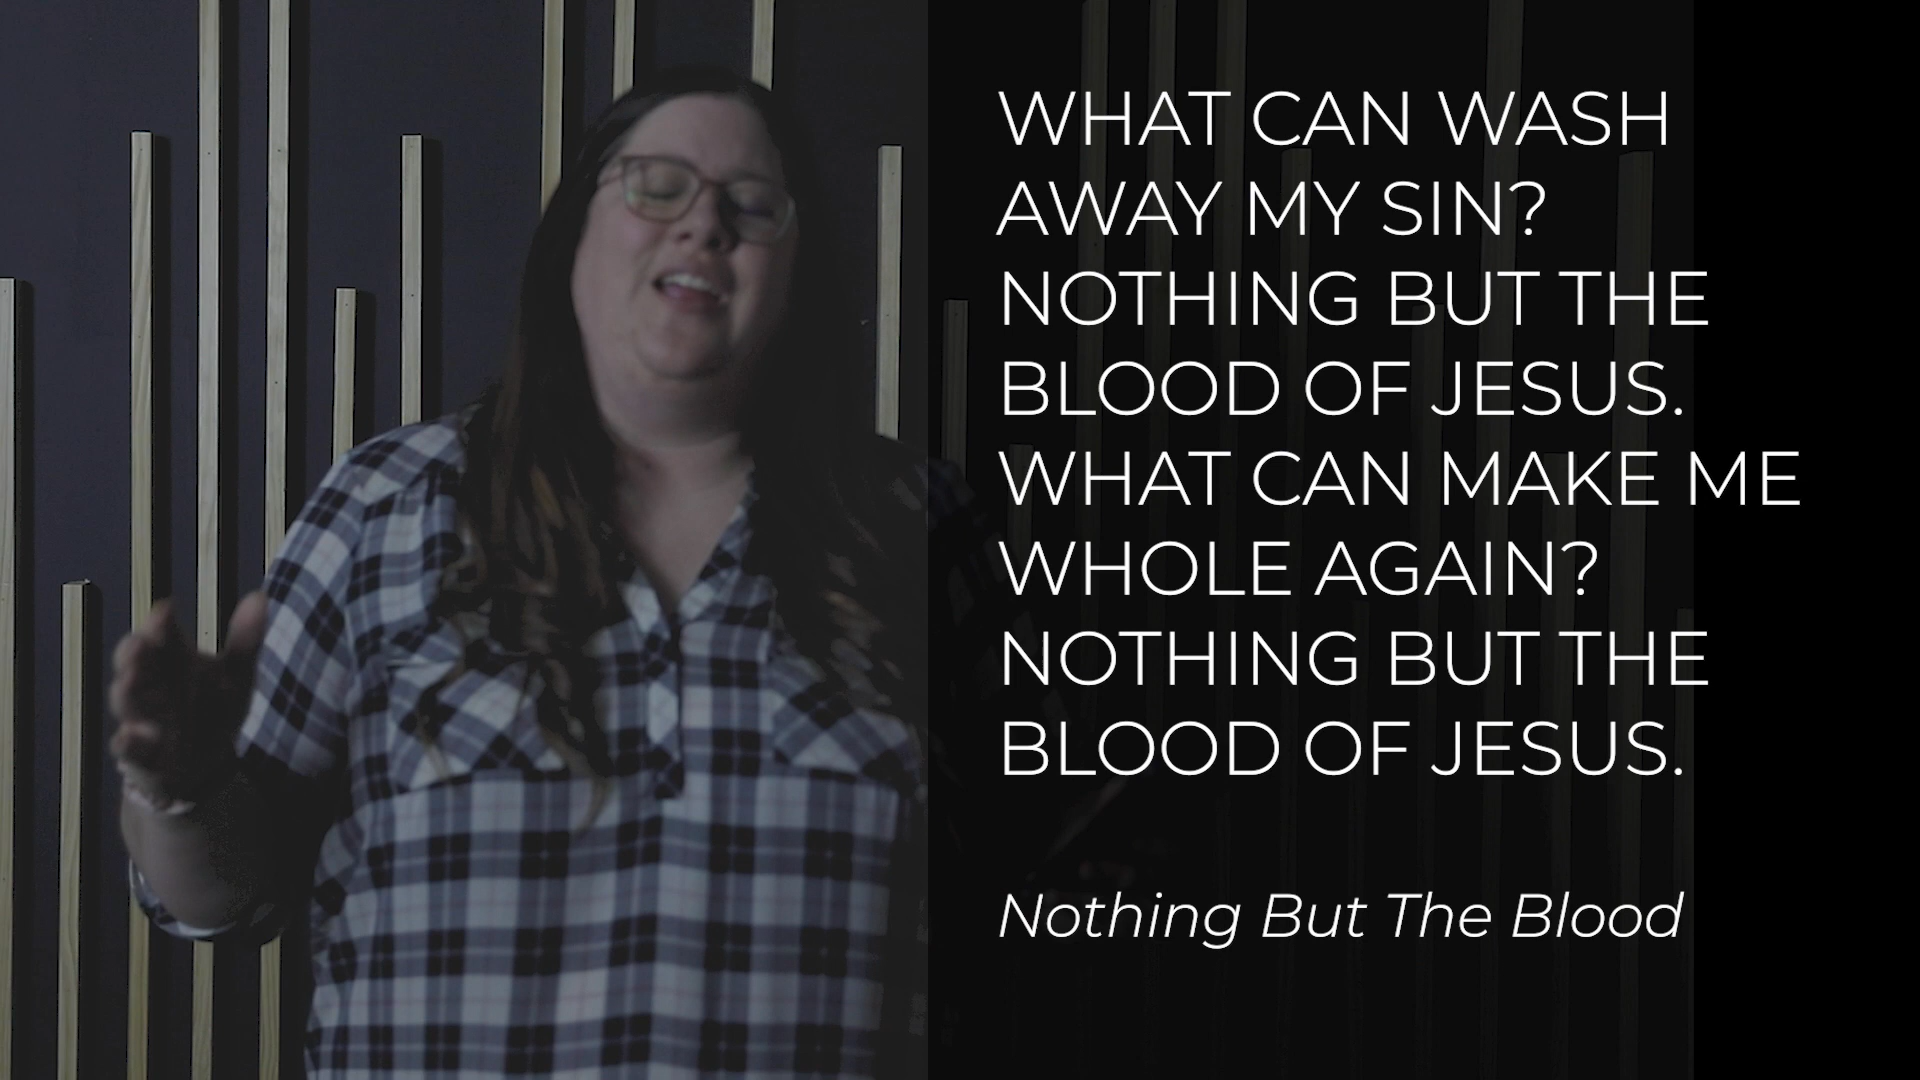 WHAT CAN WASH
AWAY MY SIN?
NOTHING BUT THE
BLOOD OF JESUS.
WHAT CAN MAKE ME
WHOLE AGAIN?
NOTHING BUT THE
BLOOD OF JESUS.
Nothing But The Blood